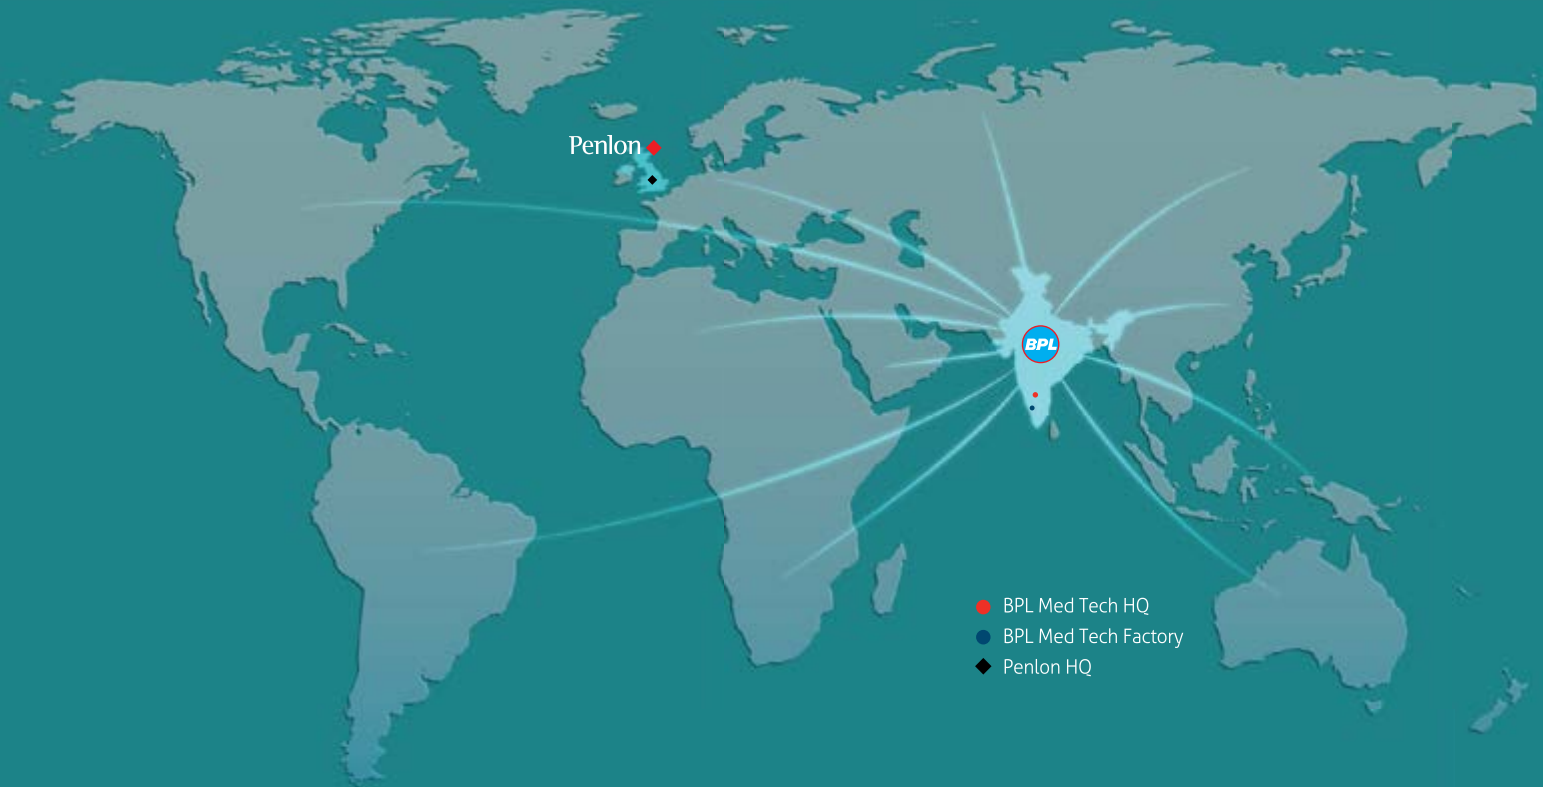 Penlon
BPL
BPL Med Tech HQ
BPL Med Tech Factory
Penlon HQ